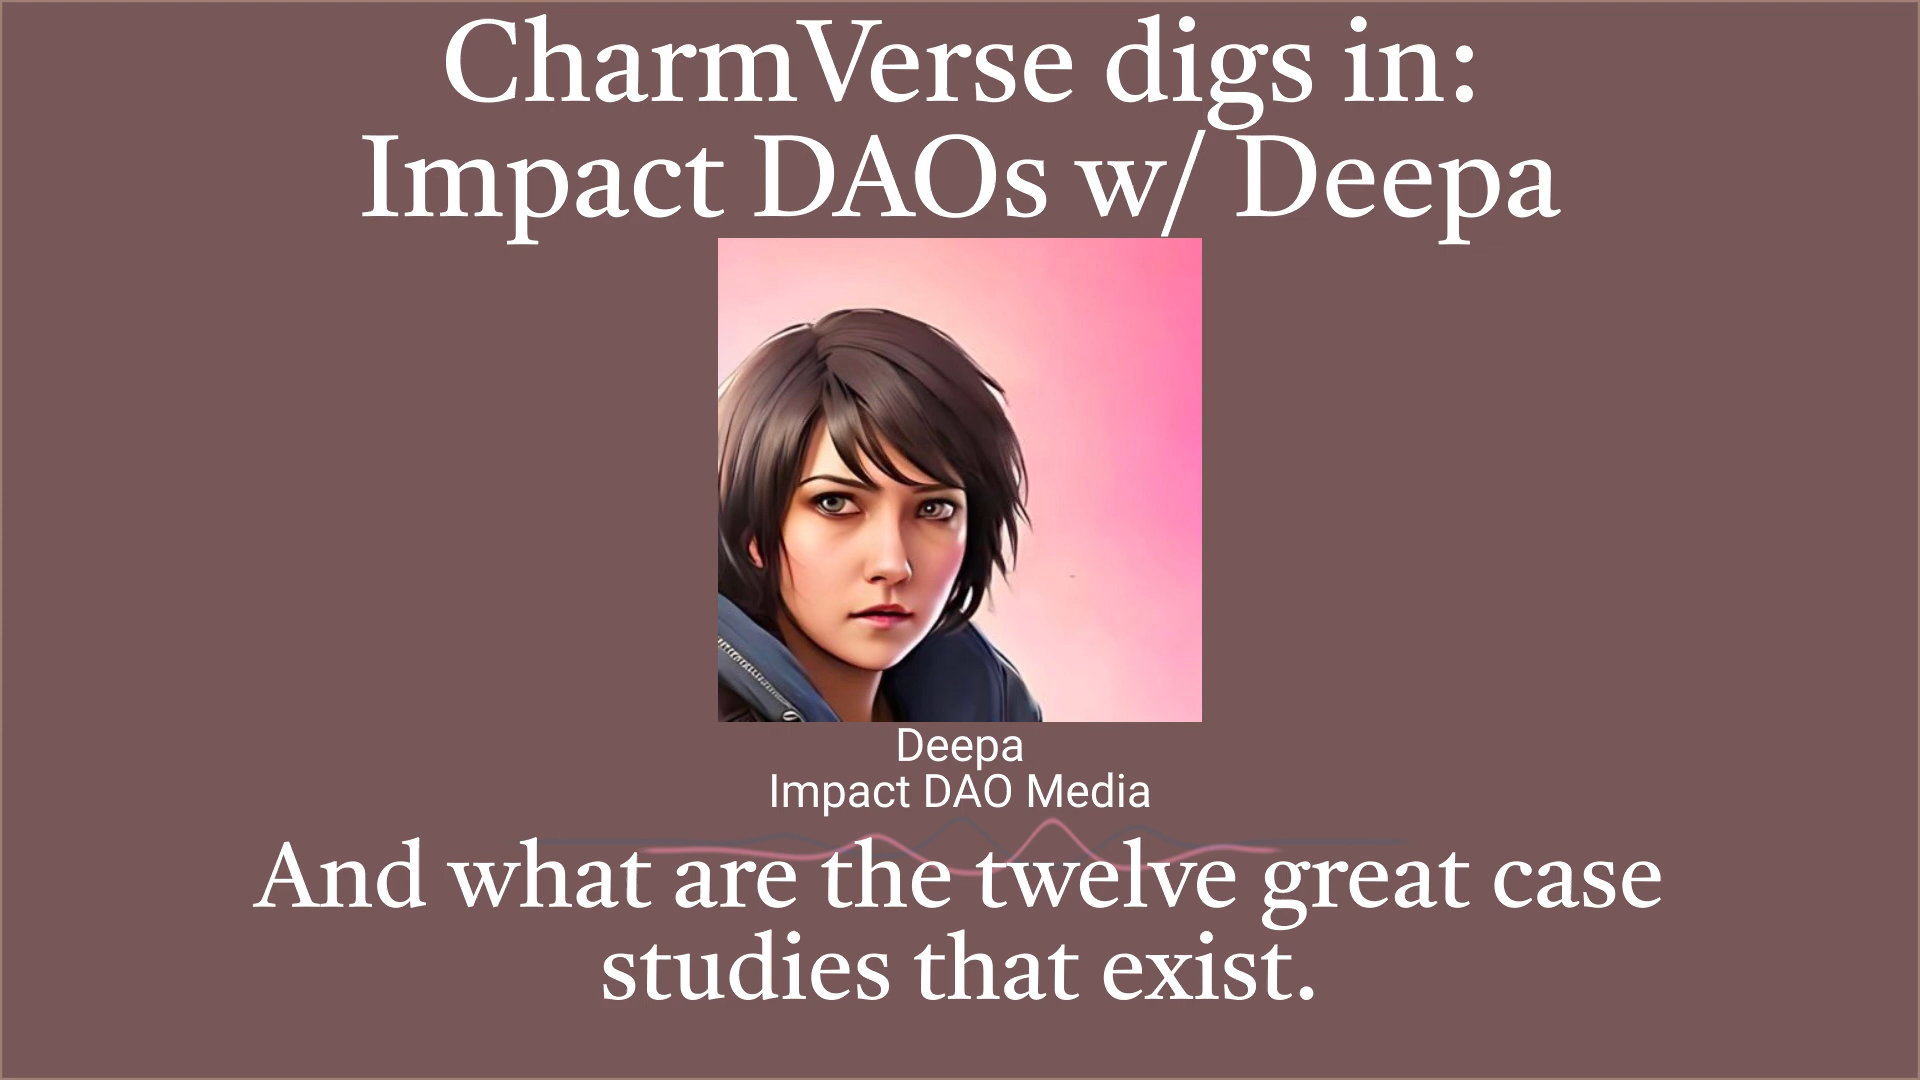 CharmVerse digs in:
Impact DAOs w/ Deepa
Deepa
Impact DAO Media
And what are the twelve great case
studies that exist.